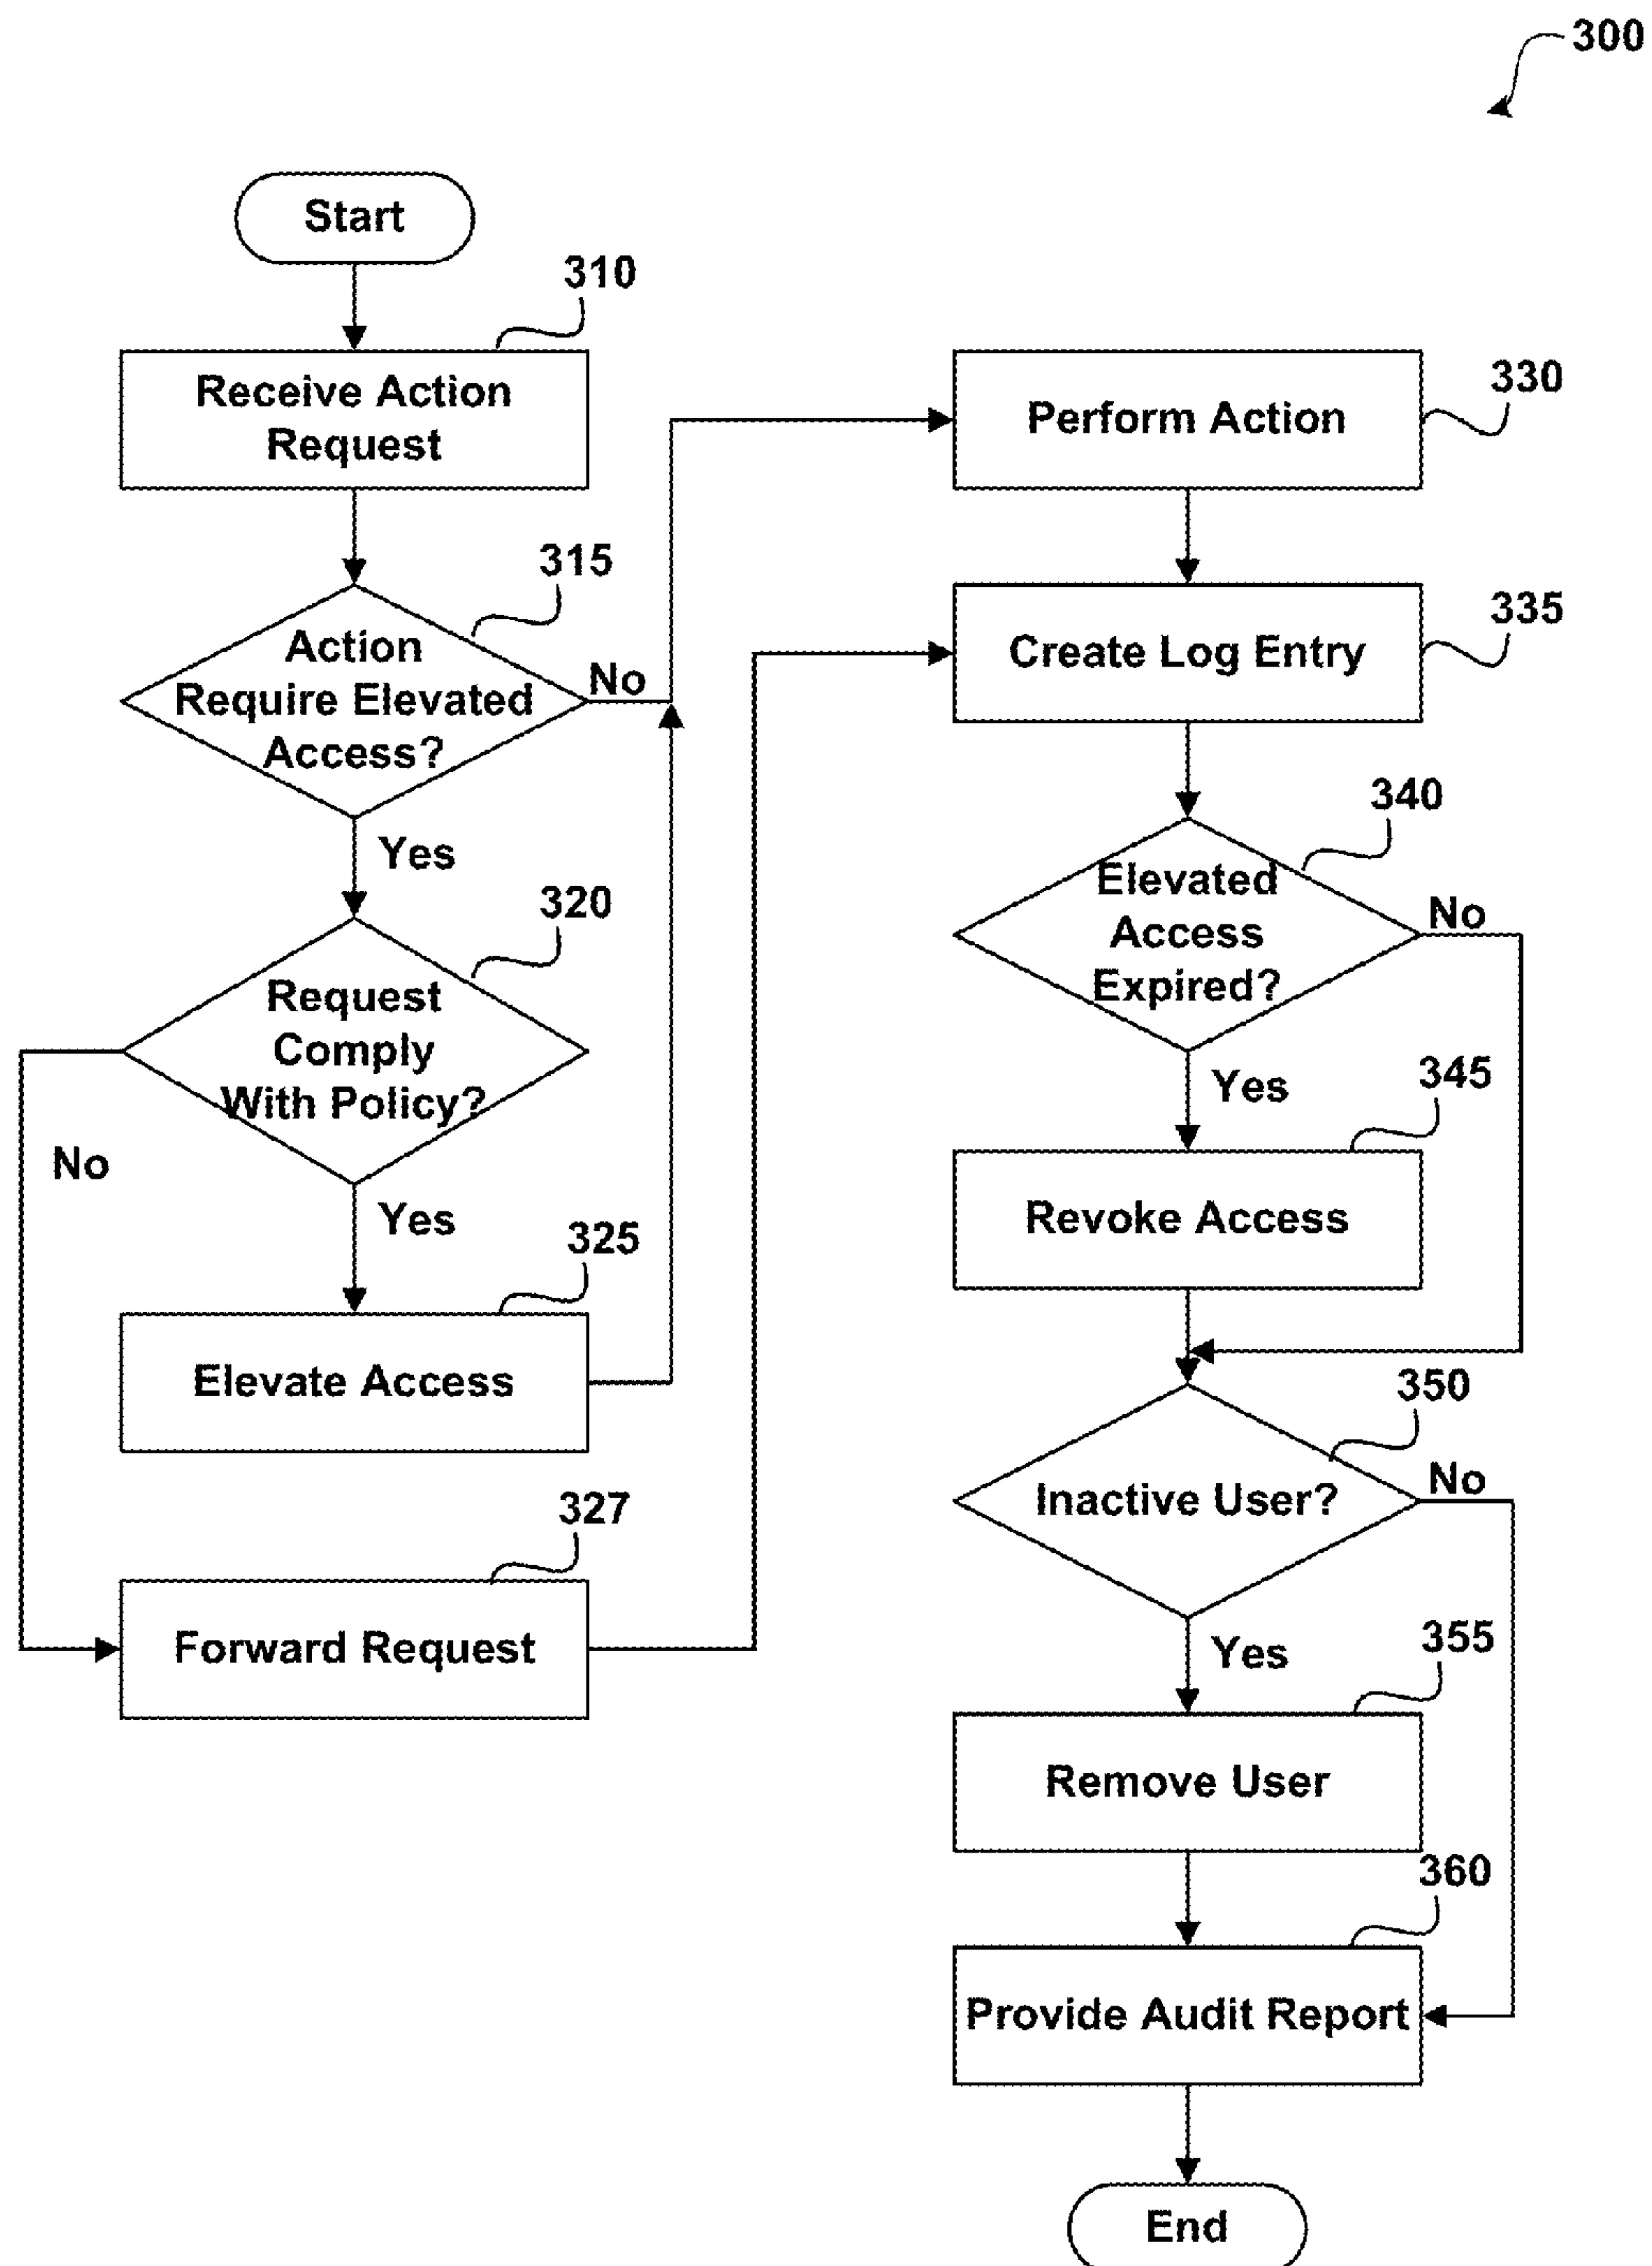 300
Start
310
Receive Action
Request
315
Action
Require Elevated
Access?
No
Yes
320
Request
Comply
With Policy?
No
Yes
325
Elevate Access
327
Forward Request
330
Perform Action
335
Create Log Entry
340
Elevated
Access
Expired?
No
Yes
345
Revoke Access
350
Inactive User?
No
Yes
355
Remove User
360
Provide Audit Report
End